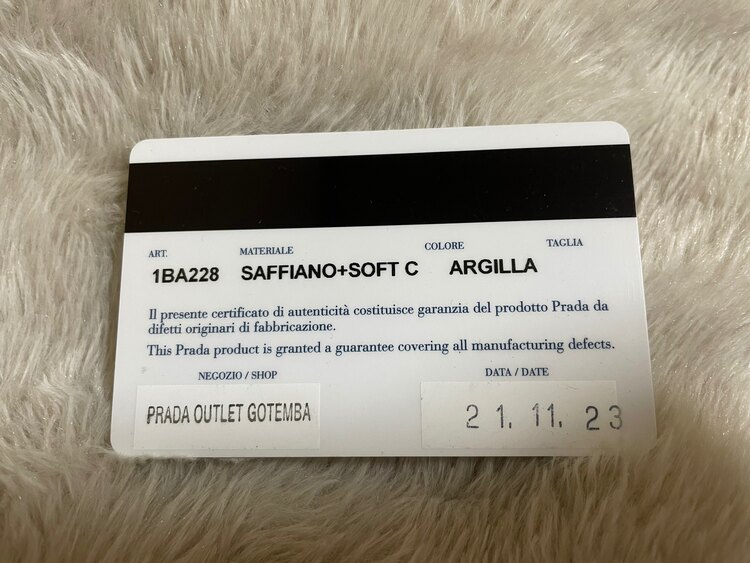 ART. MATERIALE COLORE TAGLIA
1BA228 SAFFIANO+SOFT C ARGILLA
Il presente certificato di autenticità costituisce garanzia del prodotto Prada da
difetti originari di fabbricazione.
This Prada product is granted a guarantee covering all manufacturing defects.
NEGOZIO / SHOP DATA / DATE
PRADA OUTLET GOTEMBA 21. 11. 23